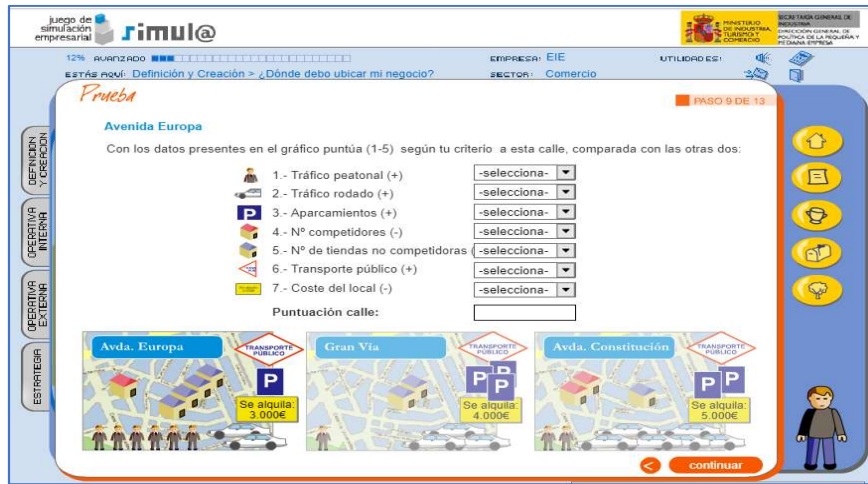 juego de
simulación
empresarial
simul@
MINISTERIO
DE INDUSTRIA,
TURISMO Y
COMERCIO
SECRETARÍA GENERAL DE
INDUSTRIA
DIRECCIÓN GENERAL DE
POLÍTICA DE LA PEQUEÑA Y
MEDIANA EMPRESA
12% AVANZADO
EMPRESA: EIE
UTILIDADES:
ESTÁS AQUÍ: Definición y Creación > ¿Dónde debo ubicar mi negocio?
SECTOR: Comercio
Prueba
PASO 9 DE 13
DEFINICIÓN
Y CREACIÓN
OPERATIVA
INTERNA
OPERATIVA
EXTERNA
ESTRATEGIA
Avenida Europa
Con los datos presentes en el gráfico puntúa (1-5) según tu criterio a esta calle, comparada con las otras dos:
1.- Tráfico peatonal (+) -selecciona-
2.- Tráfico rodado (+) -selecciona-
P 3.- Aparcamientos (+) -selecciona-
4.- Nº competidores (-) -selecciona-
5.- Nº de tiendas no competidoras ( -selecciona-
6.- Transporte público (+) -selecciona-
7.- Coste del local (-) -selecciona-
Puntuación calle:
Avda. Europa
TRANSPORTE
PÚBLICO
P
Se alquila:
3.000€
Gran Vía
TRANSPORTE
PÚBLICO
P
P P
Se alquila:
4.000€
Avda. Constitución
TRANSPORTE
PÚBLICO
P P
Se alquila:
5.000€
< continuar